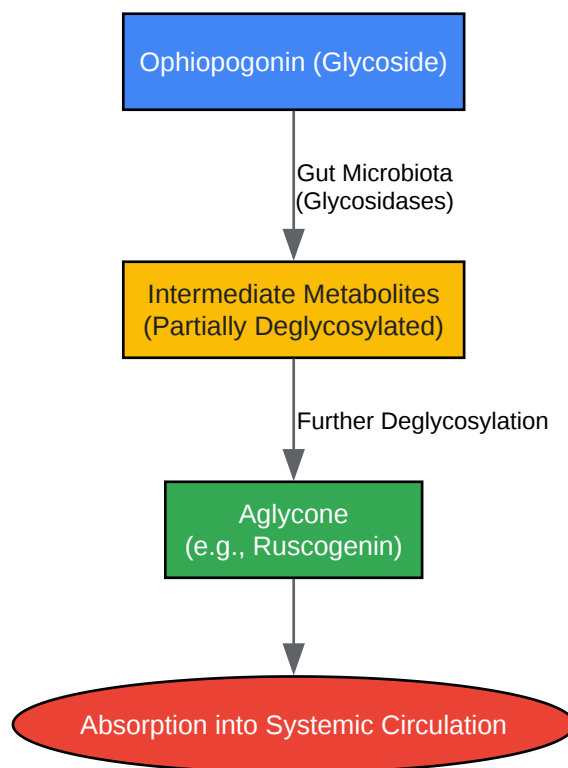 Ophiopogonin (Glycoside)
Gut Microbiota
(Glycosidases)
Intermediate Metabolites
(Partially Deglycosylated)
Further Deglycosylation
Aglycone
(e.g., Ruscogenin)
Absorption into Systemic Circulation